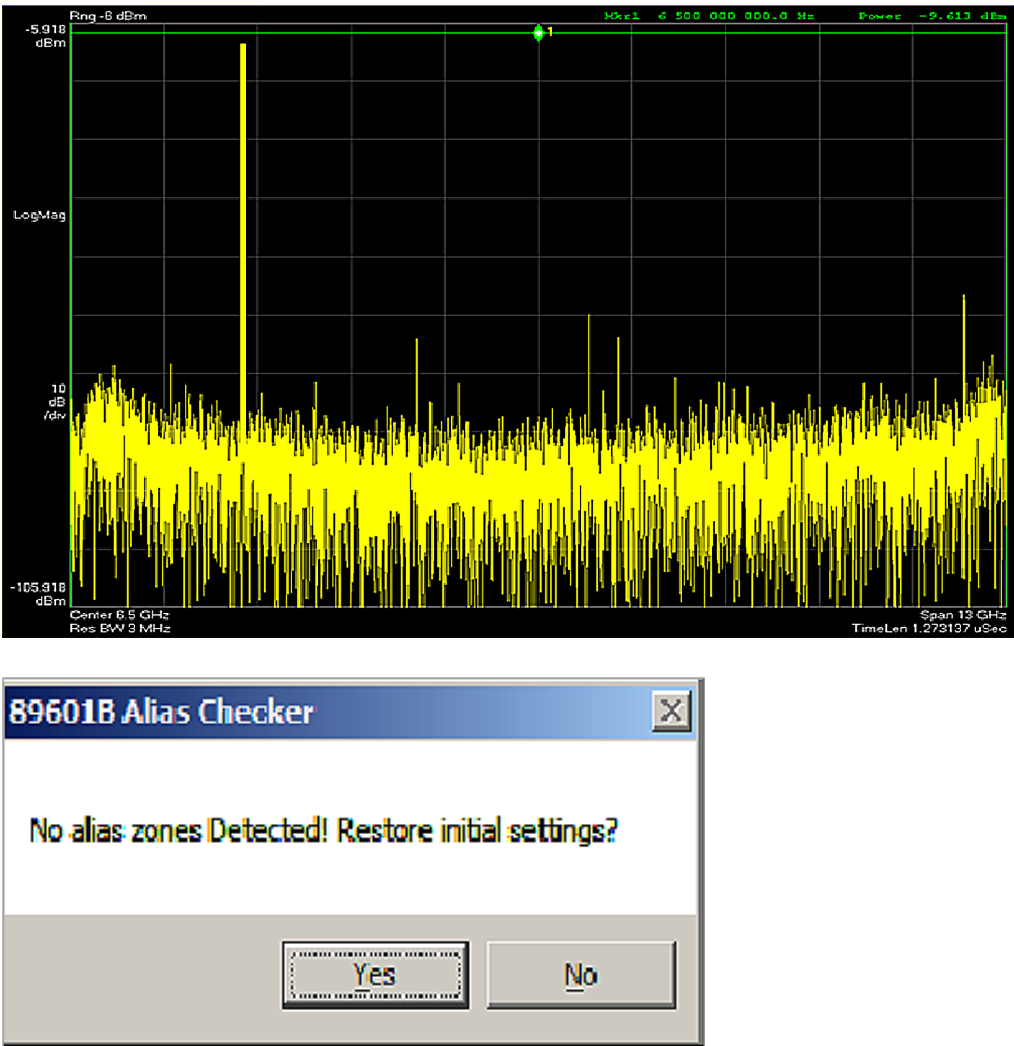 Rng -6 dBm
Mkr1 6 500 000 000.0 Hz Power -9.613 dBm
-5.918
dBm
1
LogMag
10
dB
/div
-105.918
dBm
Center 6.5 GHz
Span 13 GHz
Res BW 3 MHz
TimeLen 1.273137 uSec
89601B Alias Checker
No alias zones Detected! Restore initial settings?
Yes
No